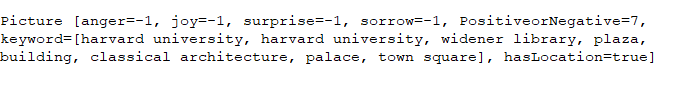 Picture [anger=-1, joy=-1, surprise=-1, sorrow=-1, PositiveorNegative=7,
keyword=[harvard university, harvard university, widener library, plaza,
building, classical architecture, palace, town square], hasLocation=true]